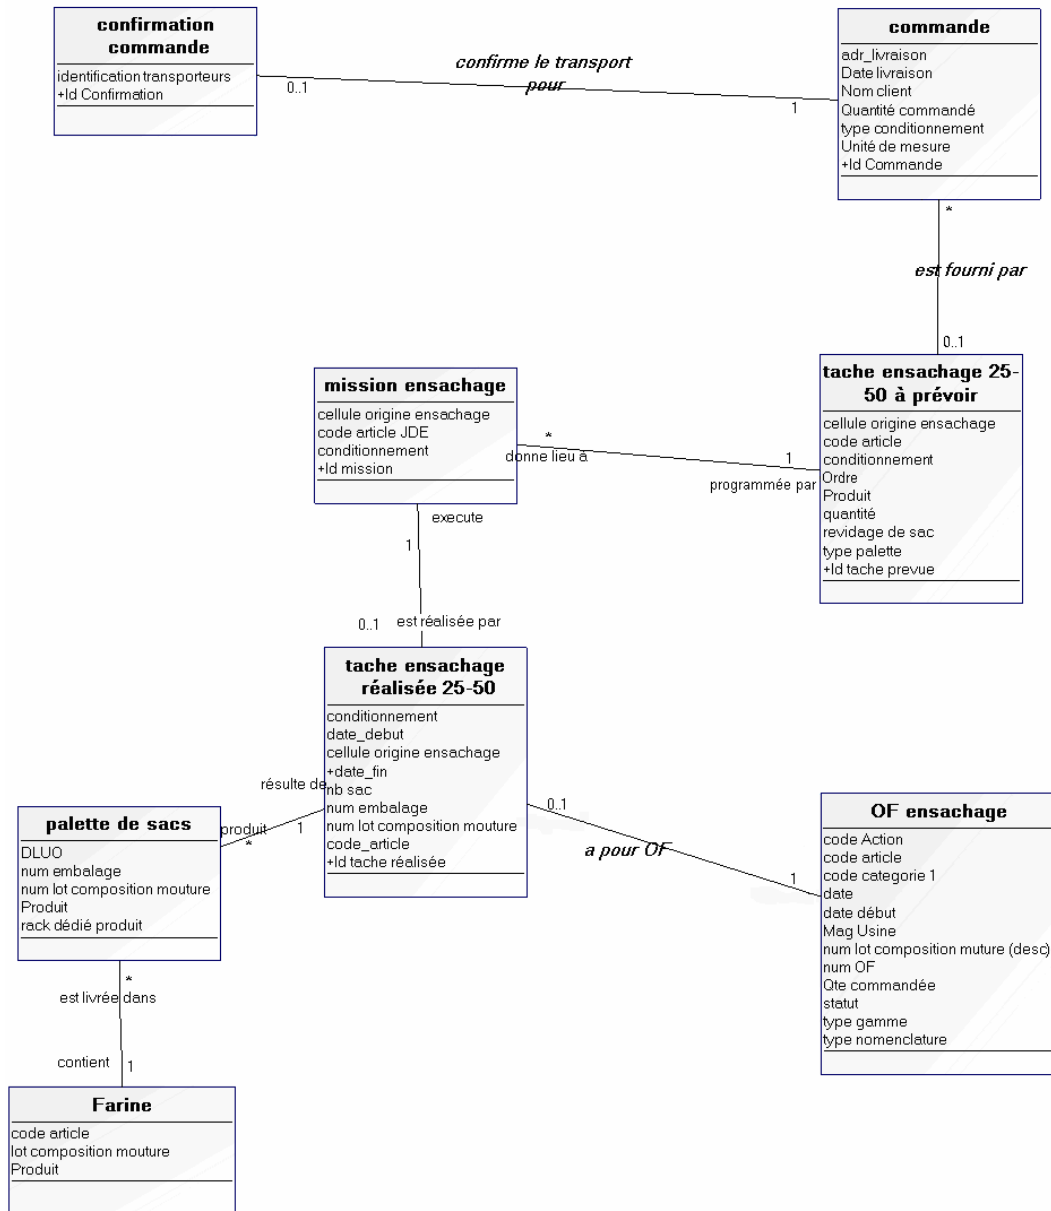 confirmation
commande
identification transporteurs
+Id Confirmation
0..1
confirme le transport
pour
1
commande
adr_livraison
Date livraison
Nom client
Quantité commandé
type conditionnement
Unité de mesure
+Id Commande
*
est fourni par
0..1
tache ensachage 25-
50 à prévoir
cellule origine ensachage
code article
conditionnement
Ordre
Produit
quantité
revidage de sac
type palette
+Id tache prevue
mission ensachage
cellule origine ensachage
code article JDE
conditionnement
+Id mission
*
donne lieu à
1
programmée par
execute
1
0..1
est réalisée par
tache ensachage
réalisée 25-50
conditionnement
date_debut
cellule origine ensachage
+date_fin
nb sac
num embalage
num lot composition mouture
code_article
+Id tache réalisée
résulte de
1
produit
*
palette de sacs
DLUO
num embalage
num lot composition mouture
Produit
rack dédié produit
0..1
a pour OF
1
OF ensachage
code Action
code article
code categorie 1
date
date début
Mag Usine
num lot composition muture (desc)
num OF
Qte commandée
statut
type gamme
type nomenclature
*
est livrée dans
contient
1
Farine
code article
lot composition mouture
Produit